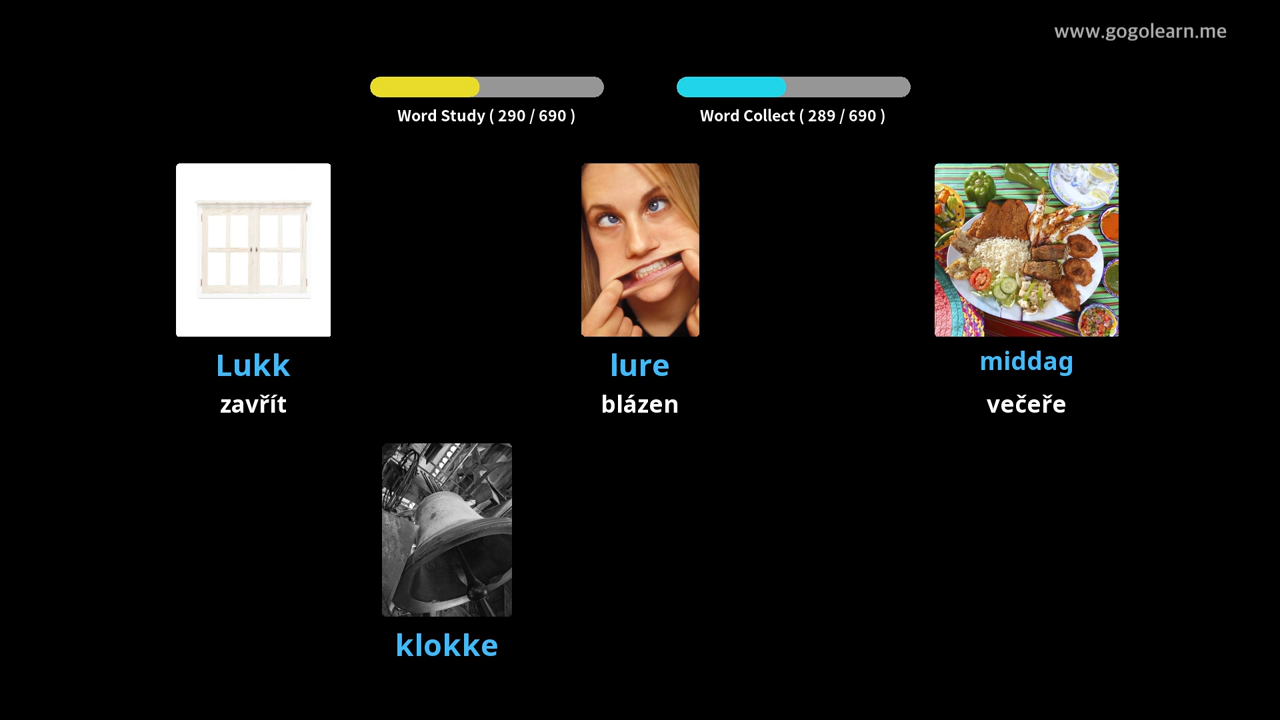 www.gogolearn.me
Word Study ( 290 / 690 )
Word Collect ( 289 / 690 )
Lukk
lure
middag
zavřít
blázen
večeře
klokke